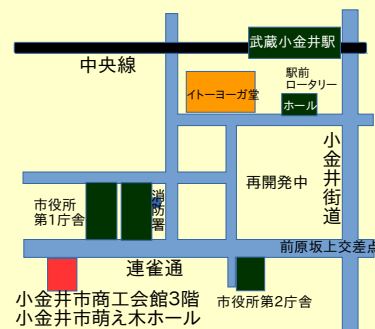 武蔵小金井駅
中央線
駅前
ロータリー
イトーヨーガ堂
ホール
小金井街道
再開発中
消防署
市役所
第1庁舎
前原坂上交差点
連雀通
小金井市商工会館3階
小金井市萌え木ホール
市役所第2庁舎